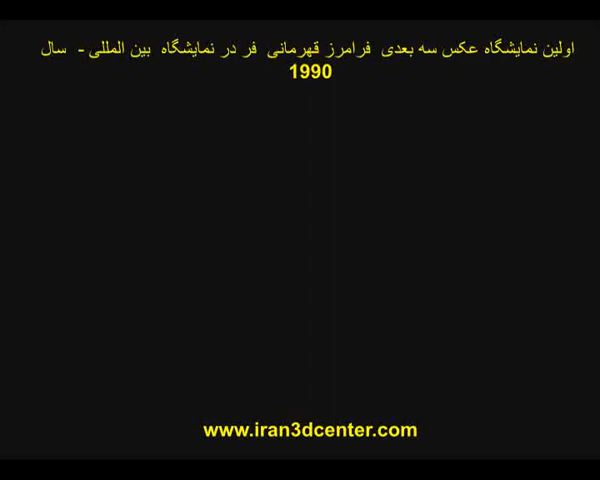 اولین نمایشگاه عکس سه بعدی فرامرز قهرمانی فر در نمایشگاه بین المللی - سال
1990
www.iran3dcenter.com